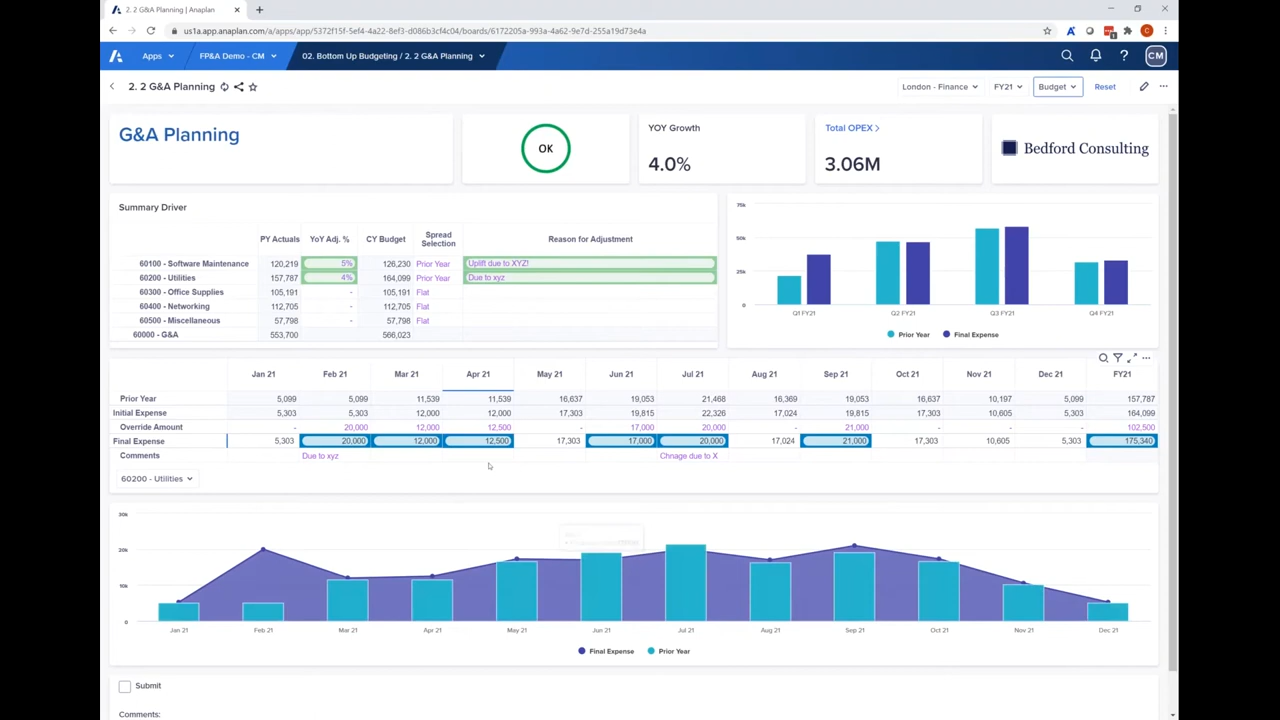 2. 2 G&A Planning | Anaplan
us1a.app.anaplan.com/a/apps/app/5372f15f-5ef4-4a22-8ef3-d086b3cf4c04/boards/6172205a-993a-4a62-9e7d-255a19d73e4a
Apps FP&A Demo - CM 02. Bottom Up Budgeting / 2. 2 G&A Planning CM
2. 2 G&A Planning London - Finance FY21 Budget Reset
G&A Planning
OK
YOY Growth
4.0%
Total OPEX
3.06M
Bedford Consulting
Summary Driver
PY Actuals YoY Adj. % CY Budget Spread Selection Reason for Adjustment
60100 - Software Maintenance 120,219 5% 126,230 Prior Year Uplift due to XYZ!
60200 - Utilities 157,787 4% 164,099 Prior Year Due to xyz
60300 - Office Supplies 105,191 - 105,191 Flat
60400 - Networking 112,705 - 112,705 Flat
60500 - Miscellaneous 57,798 - 57,798 Flat
60000 - G&A 553,700 566,023
75k
50k
25k
0
Q1 FY21 Q2 FY21 Q3 FY21 Q4 FY21
Prior Year Final Expense
Jan 21 Feb 21 Mar 21 Apr 21 May 21 Jun 21 Jul 21 Aug 21 Sep 21 Oct 21 Nov 21 Dec 21 FY21
Prior Year 5,099 5,099 11,539 11,539 16,637 19,053 21,468 16,369 19,053 16,637 10,197 5,099 157,787
Initial Expense 5,303 5,303 12,000 12,000 17,303 19,815 22,326 17,024 19,815 17,303 10,605 5,303 164,099
Override Amount - 20,000 12,000 12,500 - 17,000 20,000 - 21,000 - - - 102,500
Final Expense 5,303 20,000 12,000 12,500 17,303 17,000 20,000 17,024 21,000 17,303 10,605 5,303 175,340
Comments Due to xyz Chnage due to X
60200 - Utilities
30k
20k
10k
0
Jan 21 Feb 21 Mar 21 Apr 21 May 21 Jun 21 Jul 21 Aug 21 Sep 21 Oct 21 Nov 21 Dec 21
Final Expense Prior Year
Submit
Comments: